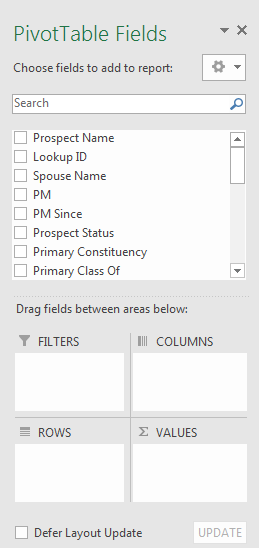 PivotTable Fields
Choose fields to add to report:
Search
Prospect Name
Lookup ID
Spouse Name
PM
PM Since
Prospect Status
Primary Constituency
Primary Class Of
Drag fields between areas below:
FILTERS
COLUMNS
ROWS
VALUES
Defer Layout Update
UPDATE